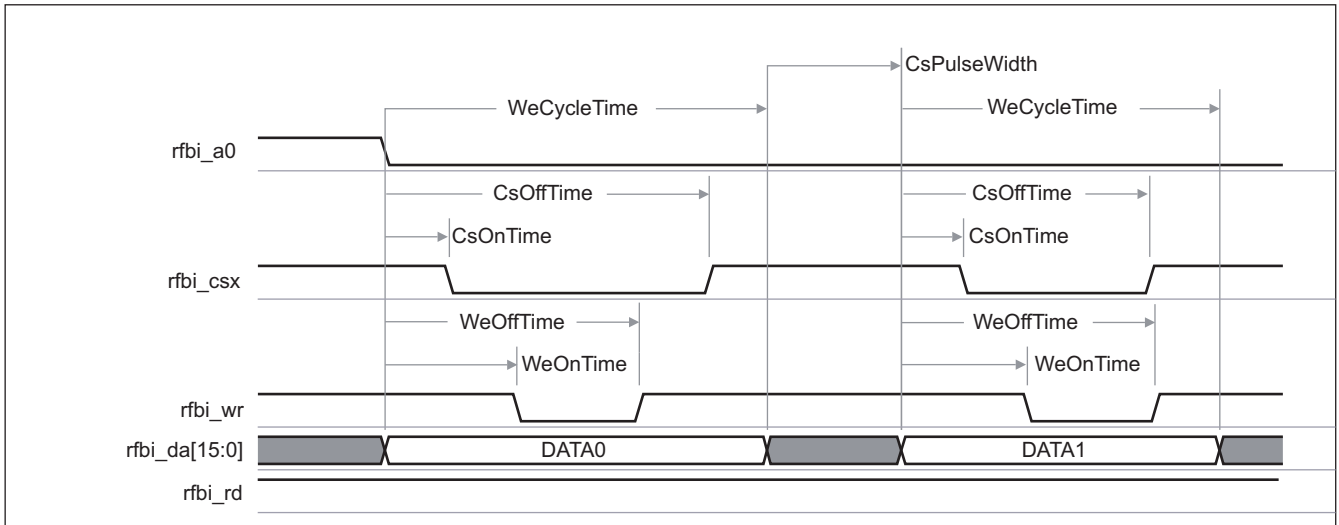 CsPulseWidth
WeCycleTime WeCycleTime
rfbi_a0
CsOffTime CsOffTime
CsOnTime CsOnTime
rfbi_csx
WeOffTime WeOffTime
WeOnTime WeOnTime
rfbi_wr
rfbi_da[15:0] DATA0 DATA1
rfbi_rd